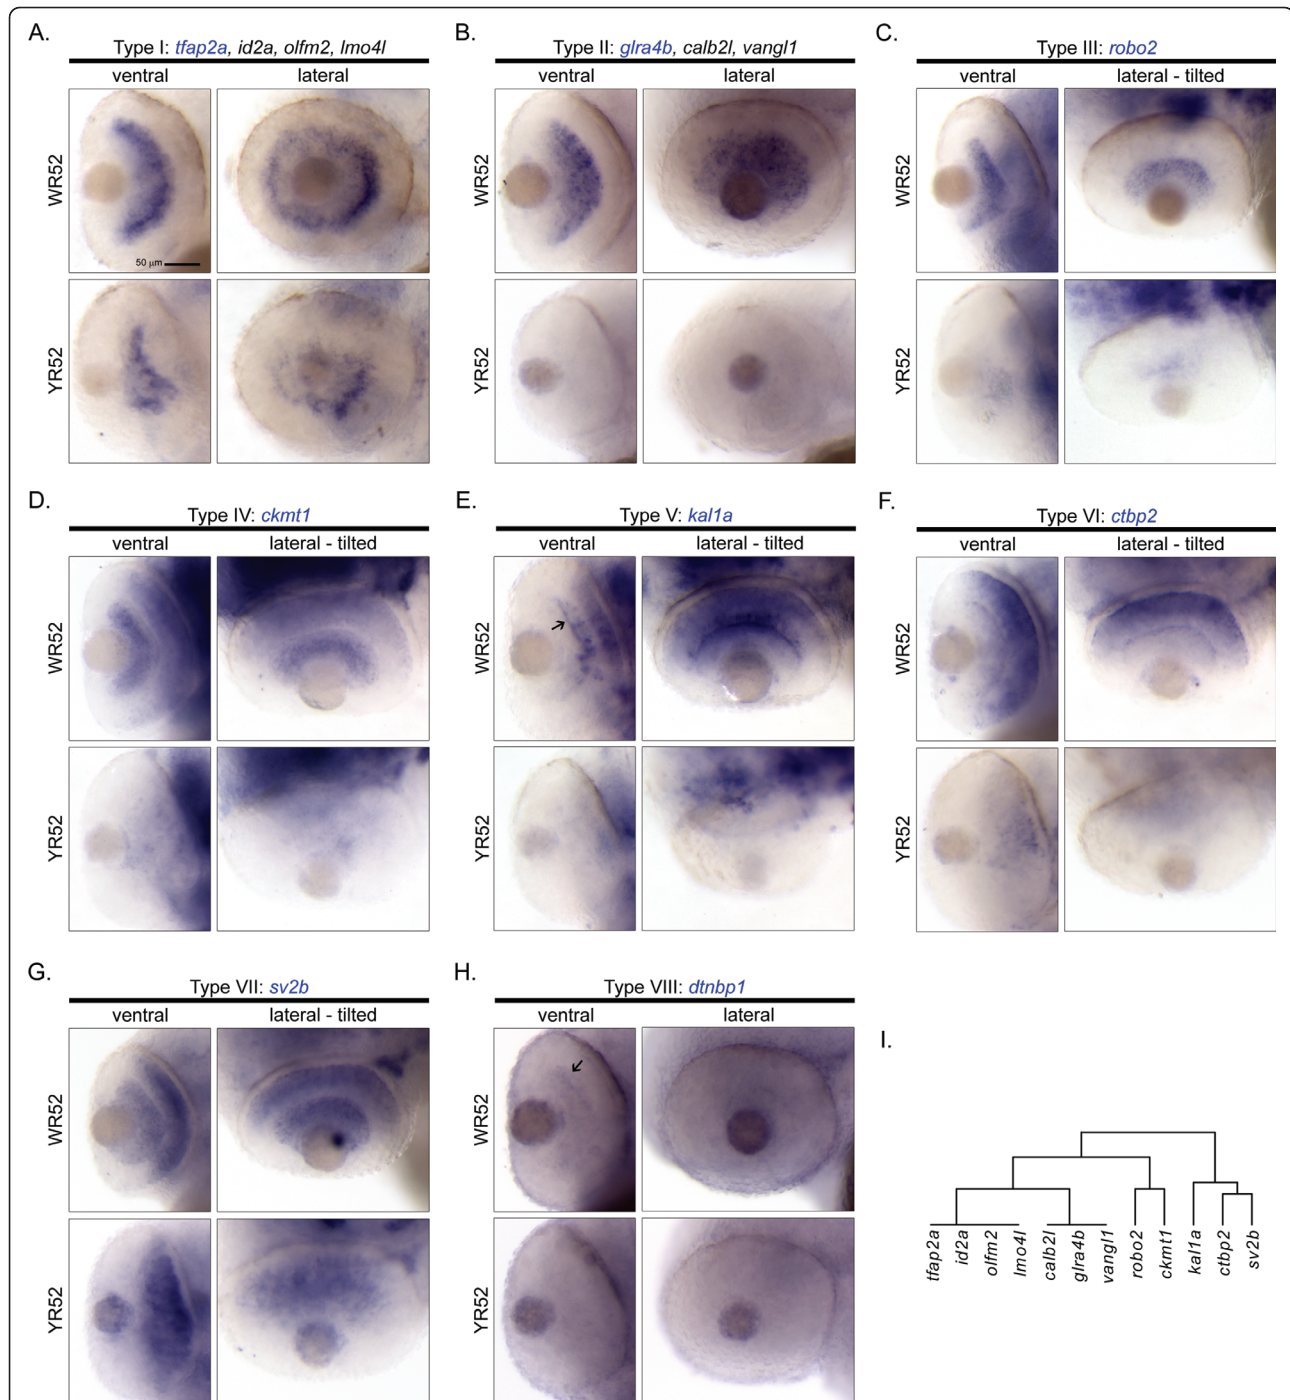 A.
Type I: tfap2a, id2a, olfm2, lmo4l
ventral
lateral
WR52
50 µm
YR52
B.
Type II: glra4b, calb2l, vangl1
ventral
lateral
WR52
YR52
C.
Type III: robo2
ventral
lateral - tilted
WR52
YR52
D.
Type IV: ckmt1
ventral
lateral - tilted
WR52
YR52
E.
Type V: kal1a
ventral
lateral - tilted
WR52
YR52
F.
Type VI: ctbp2
ventral
lateral - tilted
WR52
YR52
G.
Type VII: sv2b
ventral
lateral - tilted
WR52
YR52
H.
Type VIII: dtnbp1
ventral
lateral
WR52
YR52
I.
tfap2a
id2a
olfm2
lmo4l
calb2l
glra4b
vangl1
robo2
ckmt1
kal1a
ctbp2
sv2b